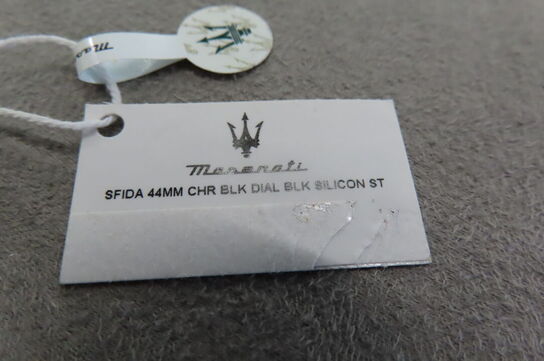 Maserati
SFIDA 44MM CHR BLK DIAL BLK SILICON ST